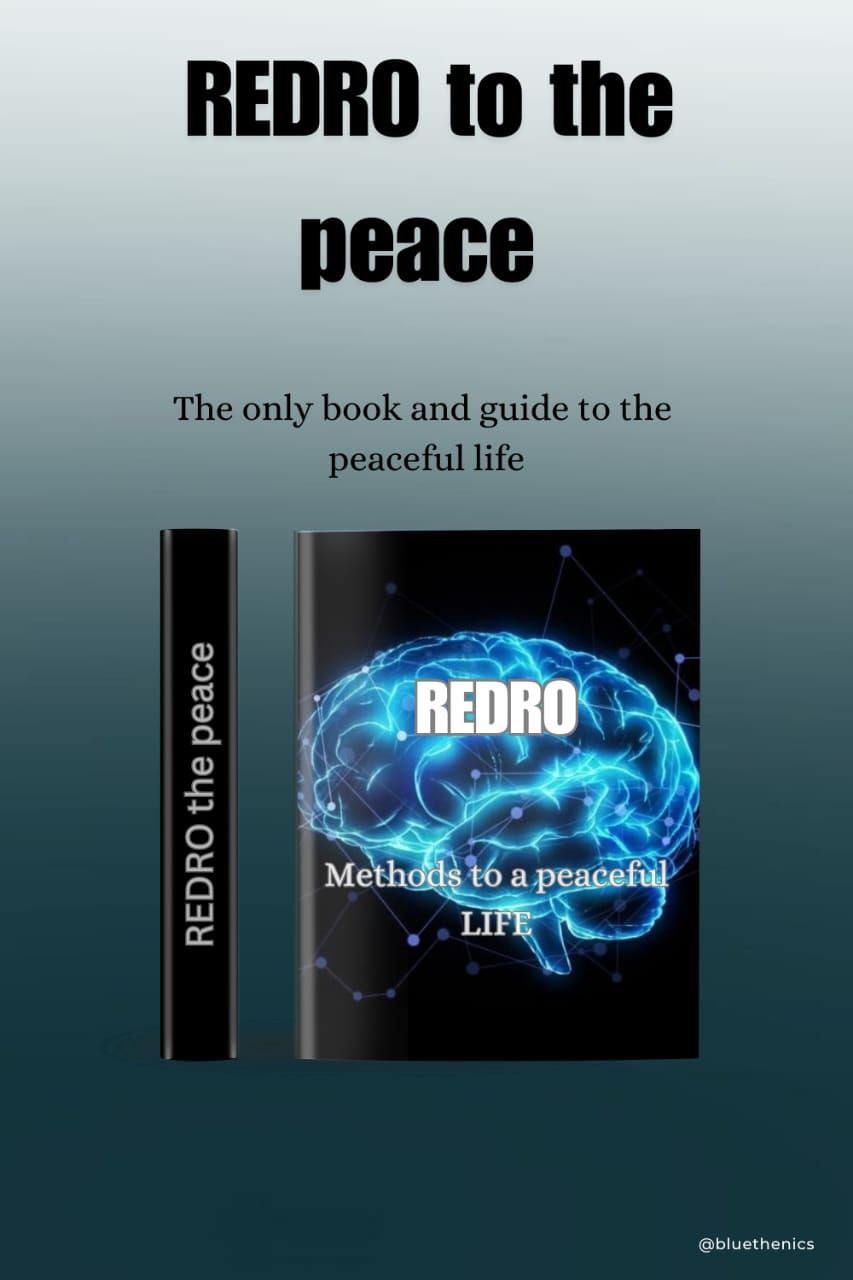 REDRO to the
peace
The only book and guide to the
peaceful life
REDRO the peace
REDRO
Methods to a peaceful
LIFE
@bluethenics